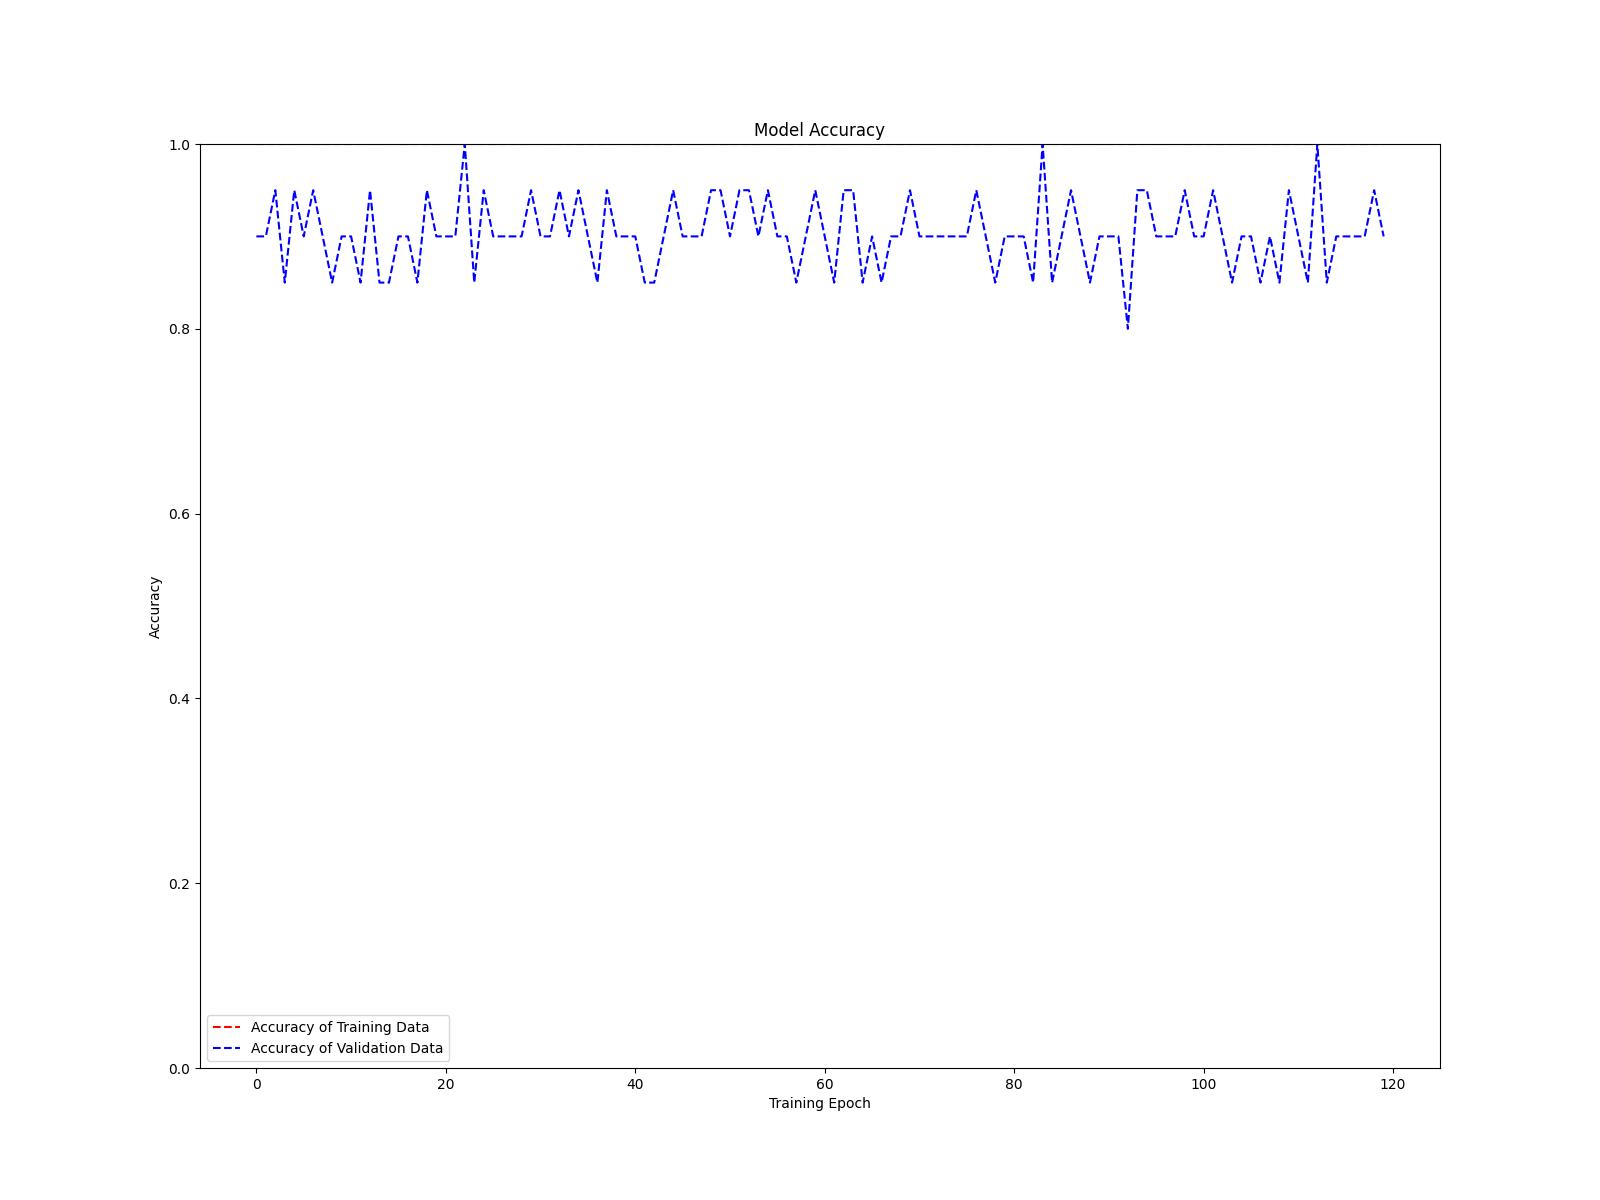 Model Accuracy
1.0
0.8
0.6
0.4
0.2
0.0
Accuracy
Accuracy of Training Data
Accuracy of Validation Data
0 20 40 60 80 100 120
Training Epoch